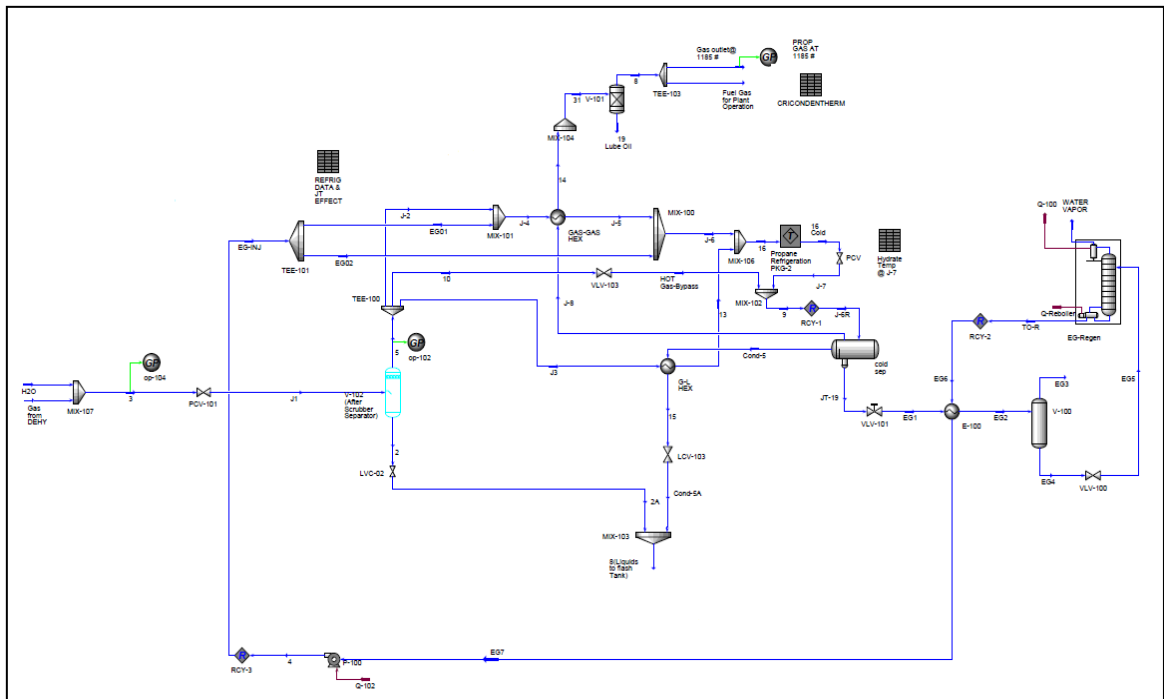 Gas outlet@
1185 #
GP
PROP
GAS AT
1185 #
8
TEE-103
Fuel Gas
for Plant
Operation
CRICONDENTHERM
31
V-101
MIX-104
19
Lube Oil
14
REFRIG
DATA &
JT
EFFECT
J-2
EG-INJ
EG01
MIX-101
J-4
GAS-GAS
HEX
J-5
MIX-100
J-6
MIX-106
16
T
Propane
Refrigeration
PKG-2
16
Cold
PCV
Hydrate
Temp
@ J-7
Q-100
WATER
VAPOR
TEE-101
EG02
10
VLV-103
HOT
Gas-Bypass
J-7
MIX-102
9
R
RCY-1
J-6R
TEE-100
J-8
13
Q-Reboiler
R
TO-R
RCY-2
EG-Regen
5
GP
op-102
J3
G-L
HEX
Cond-5
cold
sep
GP
op-104
H2O
Gas
from
DEHY
MIX-107
3
PCV-101
J1
V-102
(After
Scrubber
Separator)
JT-19
VLV-101
EG1
EG6
E-100
EG2
EG3
V-100
EG5
2
LVC-02
15
LCV-103
EG4
VLV-100
2A
Cond-5A
MIX-103
8(Liquids
to flash
Tank)
R
RCY-3
4
P-100
Q-102
EG7